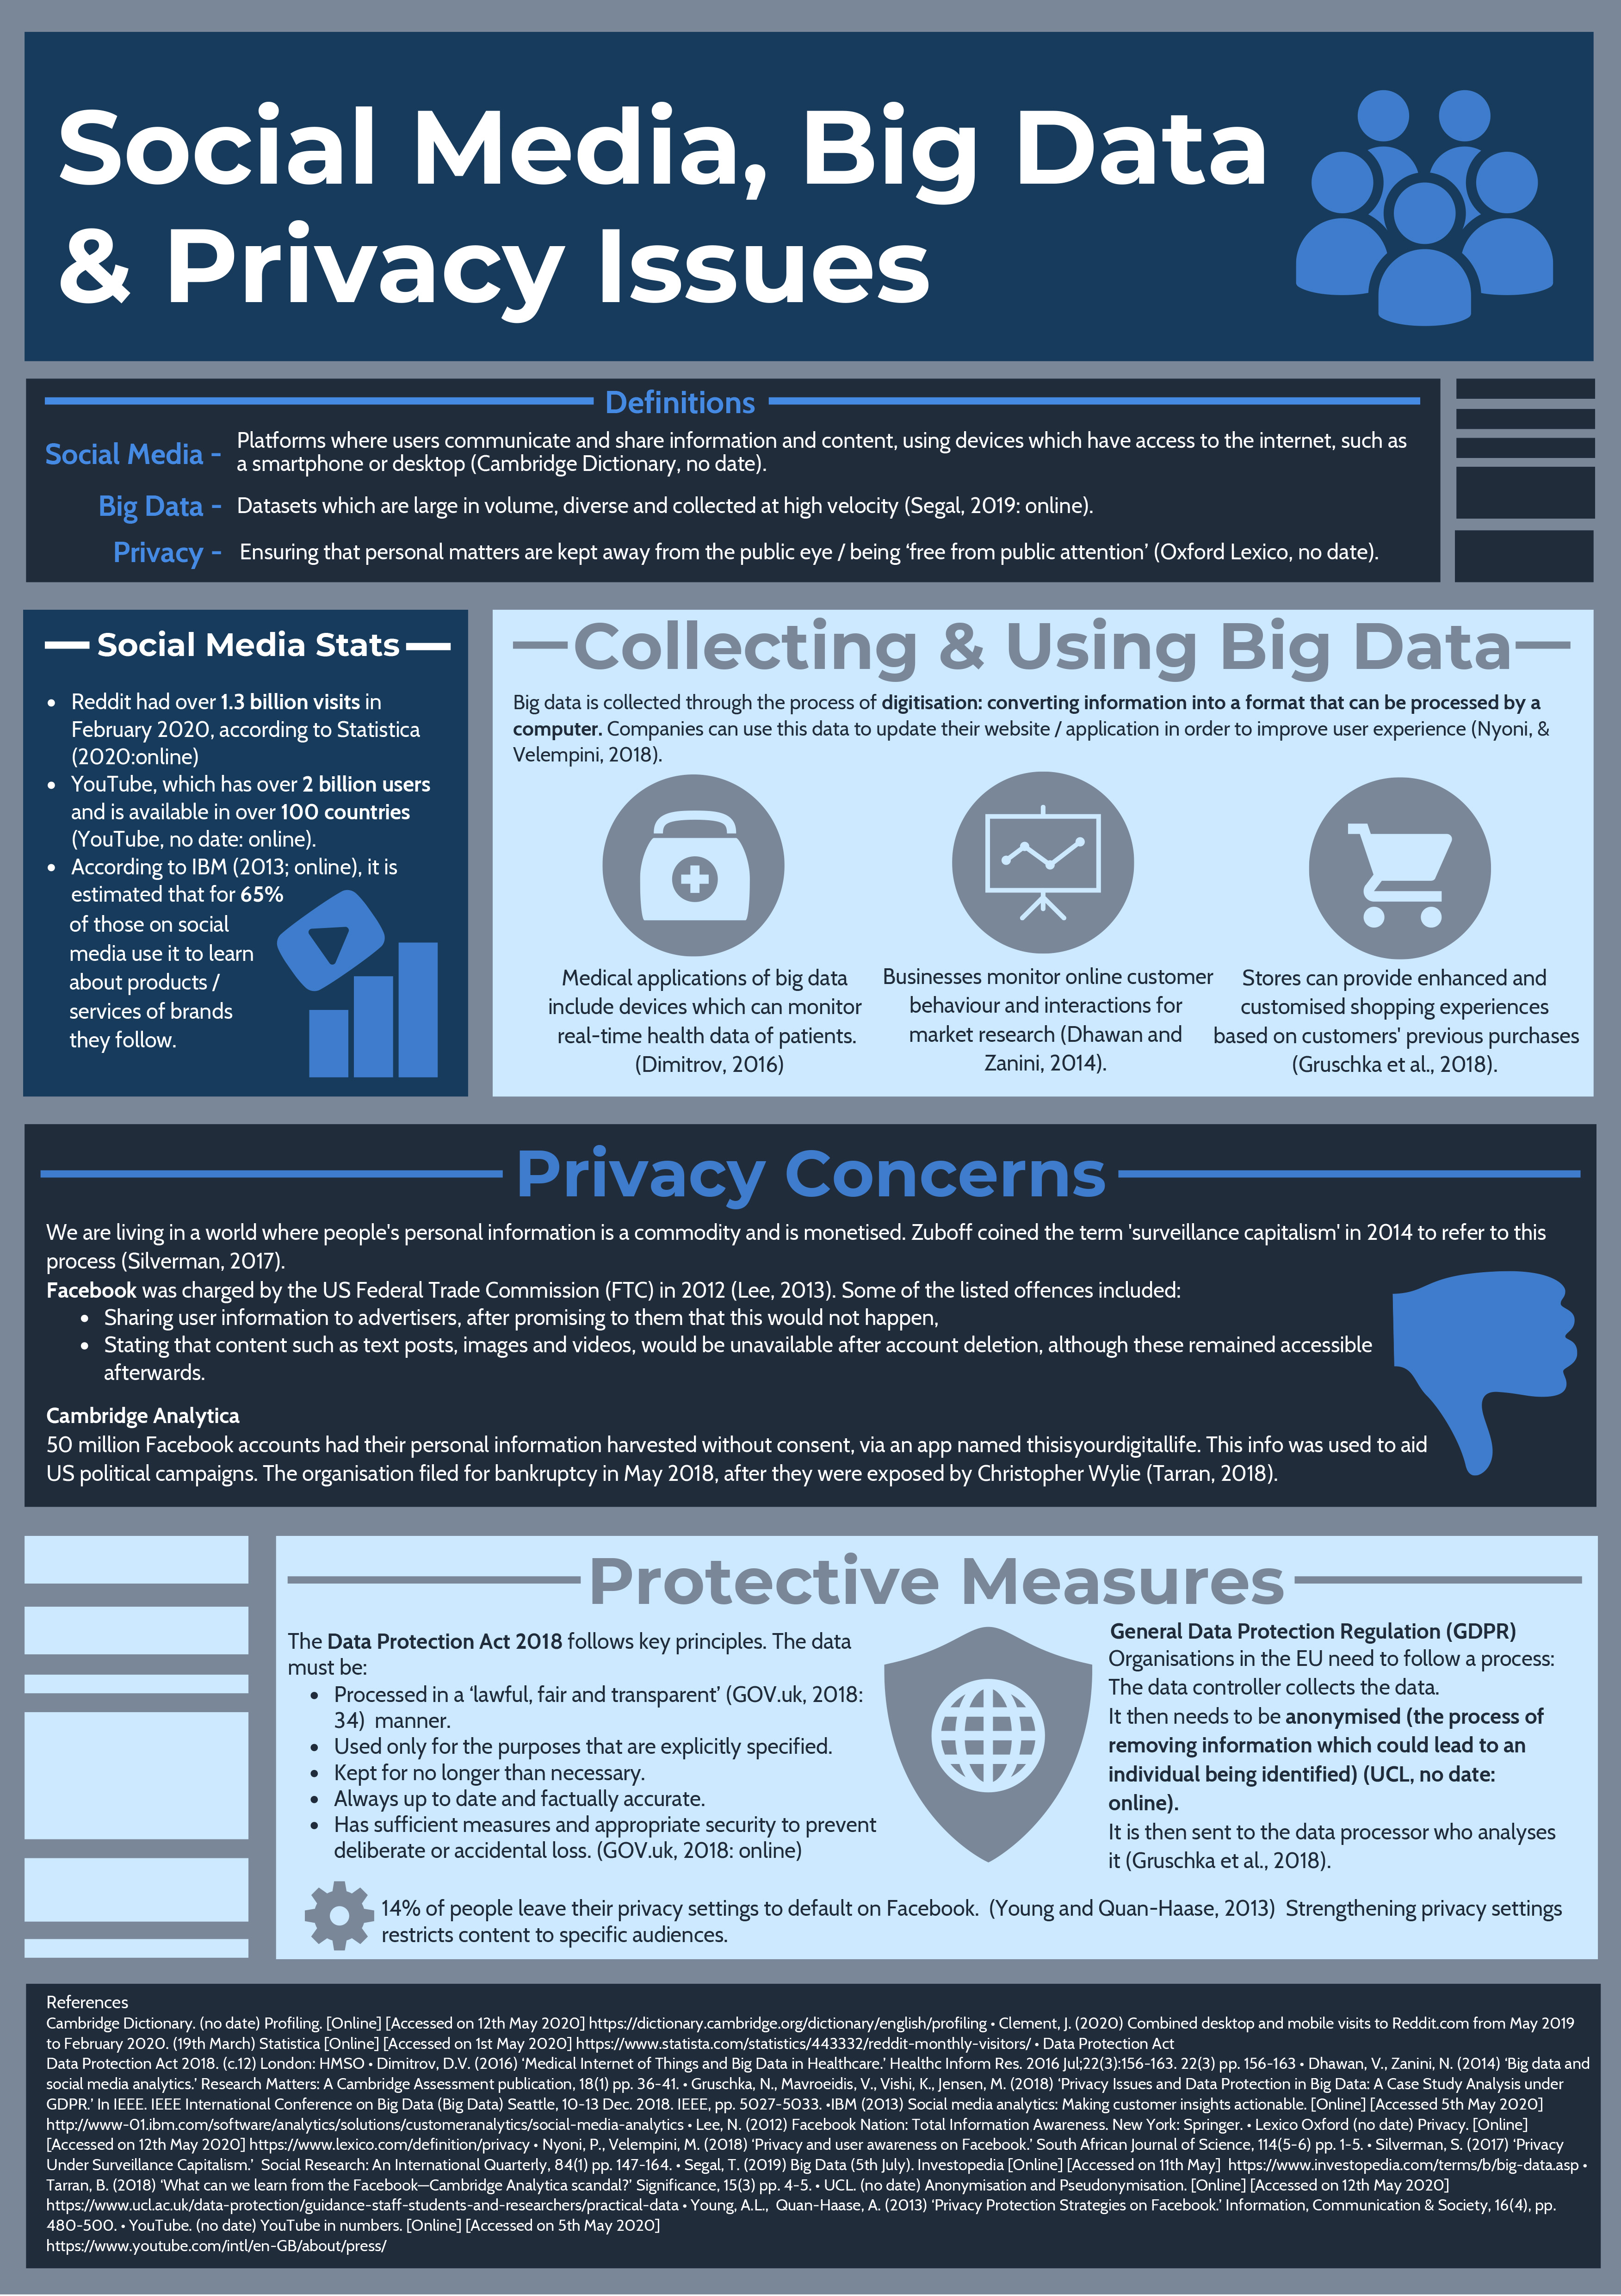 Social Media, Big Data
& Privacy Issues
Definitions
Social Media -
Platforms where users communicate and share information and content, using devices which have access to the internet, such as
a smartphone or desktop (Cambridge Dictionary, no date).
Big Data -
Datasets which are large in volume, diverse and collected at high velocity (Segal, 2019: online).
Privacy -
Ensuring that personal matters are kept away from the public eye / being ‘free from public attention’ (Oxford Lexico, no date).
Social Media Stats
• Reddit had over 1.3 billion visits in
February 2020, according to Statistica
(2020:online)
• YouTube, which has over 2 billion users
and is available in over 100 countries
(YouTube, no date: online).
• According to IBM (2013; online), it is
estimated that for 65%
of those on social
media use it to learn
about products /
services of brands
they follow.
Collecting & Using Big Data
Big data is collected through the process of digitisation: converting information into a format that can be processed by a
computer. Companies can use this data to update their website / application in order to improve user experience (Nyoni, &
Velempini, 2018).
Medical applications of big data
include devices which can monitor
real-time health data of patients.
(Dimitrov, 2016)
Businesses monitor online customer
behaviour and interactions for
market research (Dhawan and
Zanini, 2014).
Stores can provide enhanced and
customised shopping experiences
based on customers' previous purchases
(Gruschka et al., 2018).
Privacy Concerns
We are living in a world where people's personal information is a commodity and is monetised. Zuboff coined the term 'surveillance capitalism' in 2014 to refer to this
process (Silverman, 2017).
Facebook was charged by the US Federal Trade Commission (FTC) in 2012 (Lee, 2013). Some of the listed offences included:
• Sharing user information to advertisers, after promising to them that this would not happen,
• Stating that content such as text posts, images and videos, would be unavailable after account deletion, although these remained accessible
afterwards.
Cambridge Analytica
50 million Facebook accounts had their personal information harvested without consent, via an app named thisisyourdigitallife. This info was used to aid
US political campaigns. The organisation filed for bankruptcy in May 2018, after they were exposed by Christopher Wylie (Tarran, 2018).
Protective Measures
The Data Protection Act 2018 follows key principles. The data
must be:
• Processed in a ‘lawful, fair and transparent’ (GOV.uk, 2018:
34) manner.
• Used only for the purposes that are explicitly specified.
• Kept for no longer than necessary.
• Always up to date and factually accurate.
• Has sufficient measures and appropriate security to prevent
deliberate or accidental loss. (GOV.uk, 2018: online)
General Data Protection Regulation (GDPR)
Organisations in the EU need to follow a process:
The data controller collects the data.
It then needs to be anonymised (the process of
removing information which could lead to an
individual being identified) (UCL, no date:
online).
It is then sent to the data processor who analyses
it (Gruschka et al., 2018).
14% of people leave their privacy settings to default on Facebook. (Young and Quan-Haase, 2013) Strengthening privacy settings
restricts content to specific audiences.
References
Cambridge Dictionary. (no date) Profiling. [Online] [Accessed on 12th May 2020] https://dictionary.cambridge.org/dictionary/english/profiling • Clement, J. (2020) Combined desktop and mobile visits to Reddit.com from May 2019
to February 2020. (19th March) Statistica [Online] [Accessed on 1st May 2020] https://www.statista.com/statistics/443332/reddit-monthly-visitors/ • Data Protection Act
Data Protection Act 2018. (c.12) London: HMSO • Dimitrov, D.V. (2016) ‘Medical Internet of Things and Big Data in Healthcare.’ Healthc Inform Res. 2016 Jul;22(3):156-163. 22(3) pp. 156-163 • Dhawan, V., Zanini, N. (2014) ‘Big data and
social media analytics.’ Research Matters: A Cambridge Assessment publication, 18(1) pp. 36-41. • Gruschka, N., Mavroeidis, V., Vishi, K., Jensen, M. (2018) ‘Privacy Issues and Data Protection in Big Data: A Case Study Analysis under
GDPR.’ In IEEE. IEEE International Conference on Big Data (Big Data) Seattle, 10-13 Dec. 2018. IEEE, pp. 5027-5033. •IBM (2013) Social media analytics: Making customer insights actionable. [Online] [Accessed 5th May 2020]
http://www-01.ibm.com/software/analytics/solutions/customeranalytics/social-media-analytics • Lee, N. (2012) Facebook Nation: Total Information Awareness. New York: Springer. • Lexico Oxford (no date) Privacy. [Online]
[Accessed on 12th May 2020] https://www.lexico.com/definition/privacy • Nyoni, P., Velempini, M. (2018) ‘Privacy and user awareness on Facebook.’ South African Journal of Science, 114(5-6) pp. 1-5. • Silverman, S. (2017) ‘Privacy
Under Surveillance Capitalism.’ Social Research: An International Quarterly, 84(1) pp. 147-164. • Segal, T. (2019) Big Data (5th July). Investopedia [Online] [Accessed on 11th May] https://www.investopedia.com/terms/b/big-data.asp •
Tarran, B. (2018) ‘What can we learn from the Facebook—Cambridge Analytica scandal?’ Significance, 15(3) pp. 4-5. • UCL. (no date) Anonymisation and Pseudonymisation. [Online] [Accessed on 12th May 2020]
https://www.ucl.ac.uk/data-protection/guidance-staff-students-and-researchers/practical-data • Young, A.L., Quan-Haase, A. (2013) ‘Privacy Protection Strategies on Facebook.’ Information, Communication & Society, 16(4), pp.
480-500. • YouTube. (no date) YouTube in numbers. [Online] [Accessed on 5th May 2020]
https://www.youtube.com/intl/en-GB/about/press/